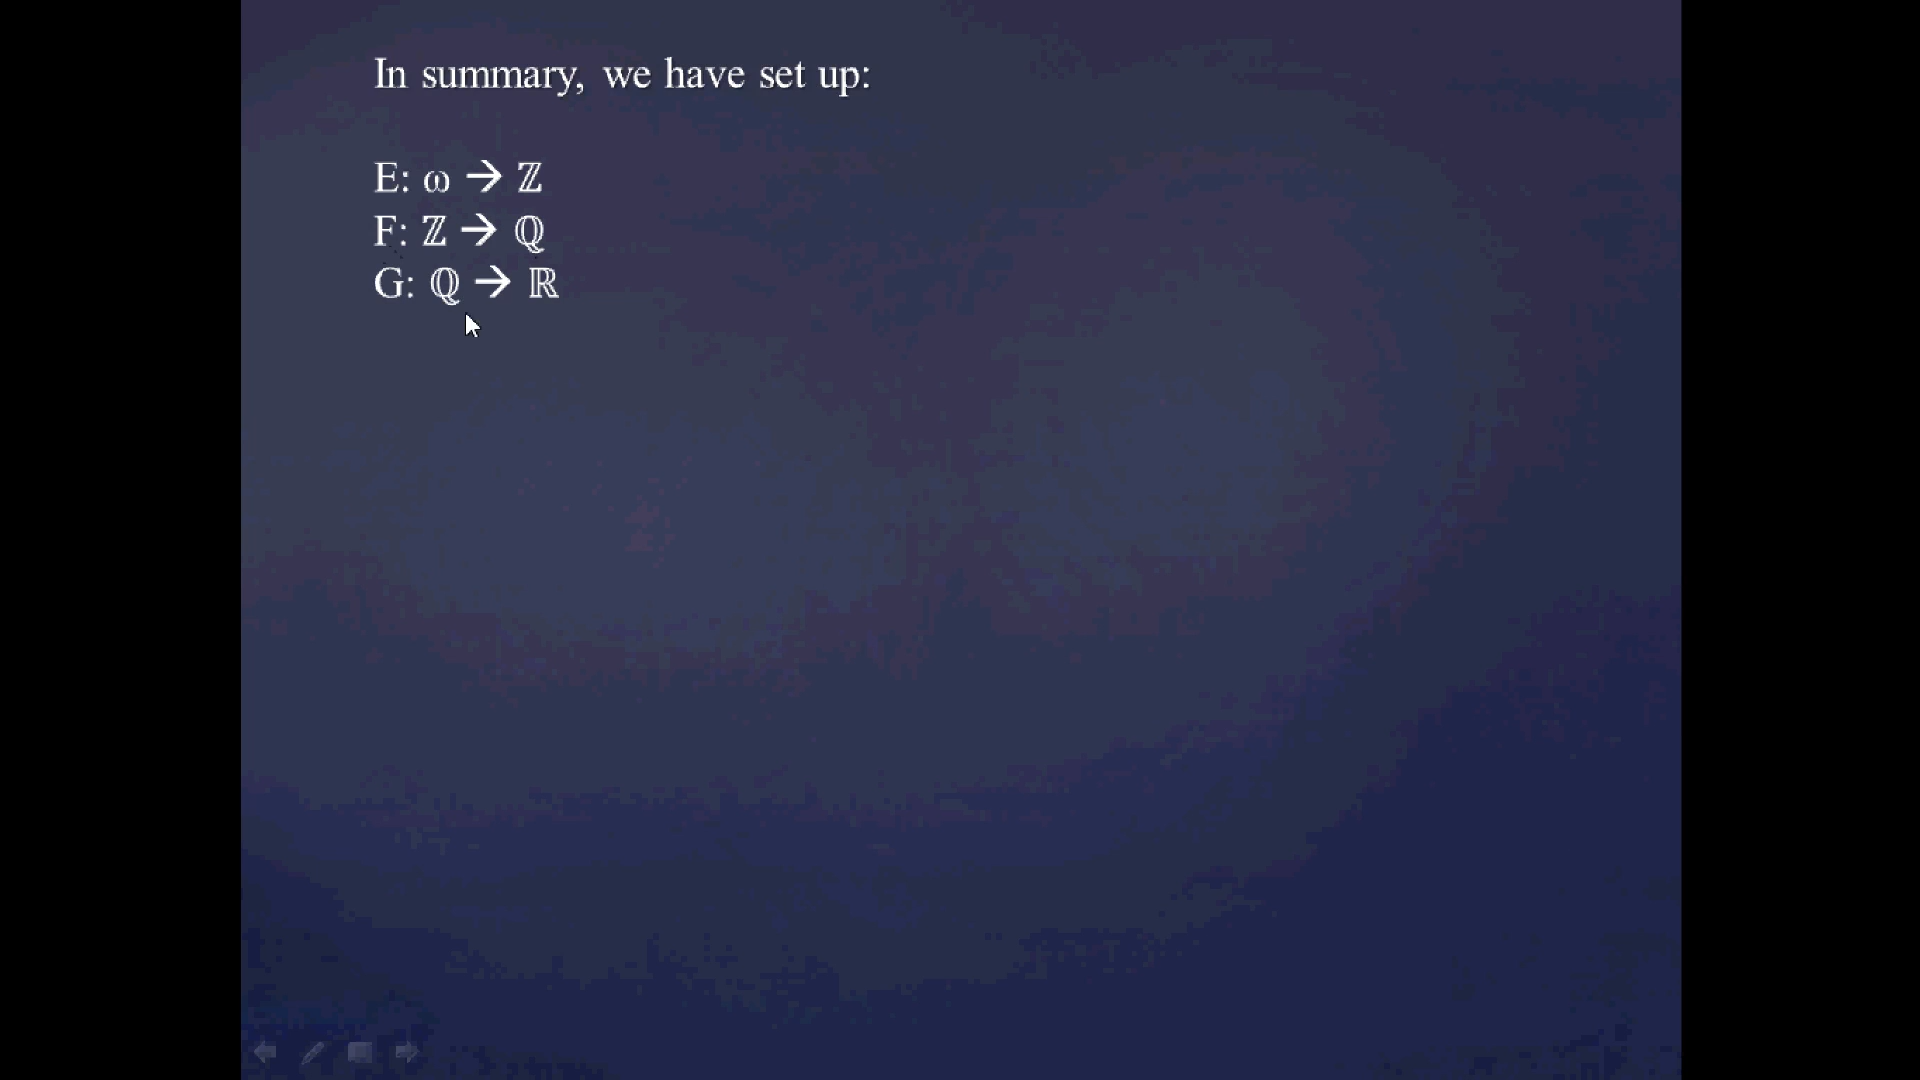 In summary, we have set up:
E: ω → ℤ
F: ℤ → ℚ
G: ℚ → ℝ